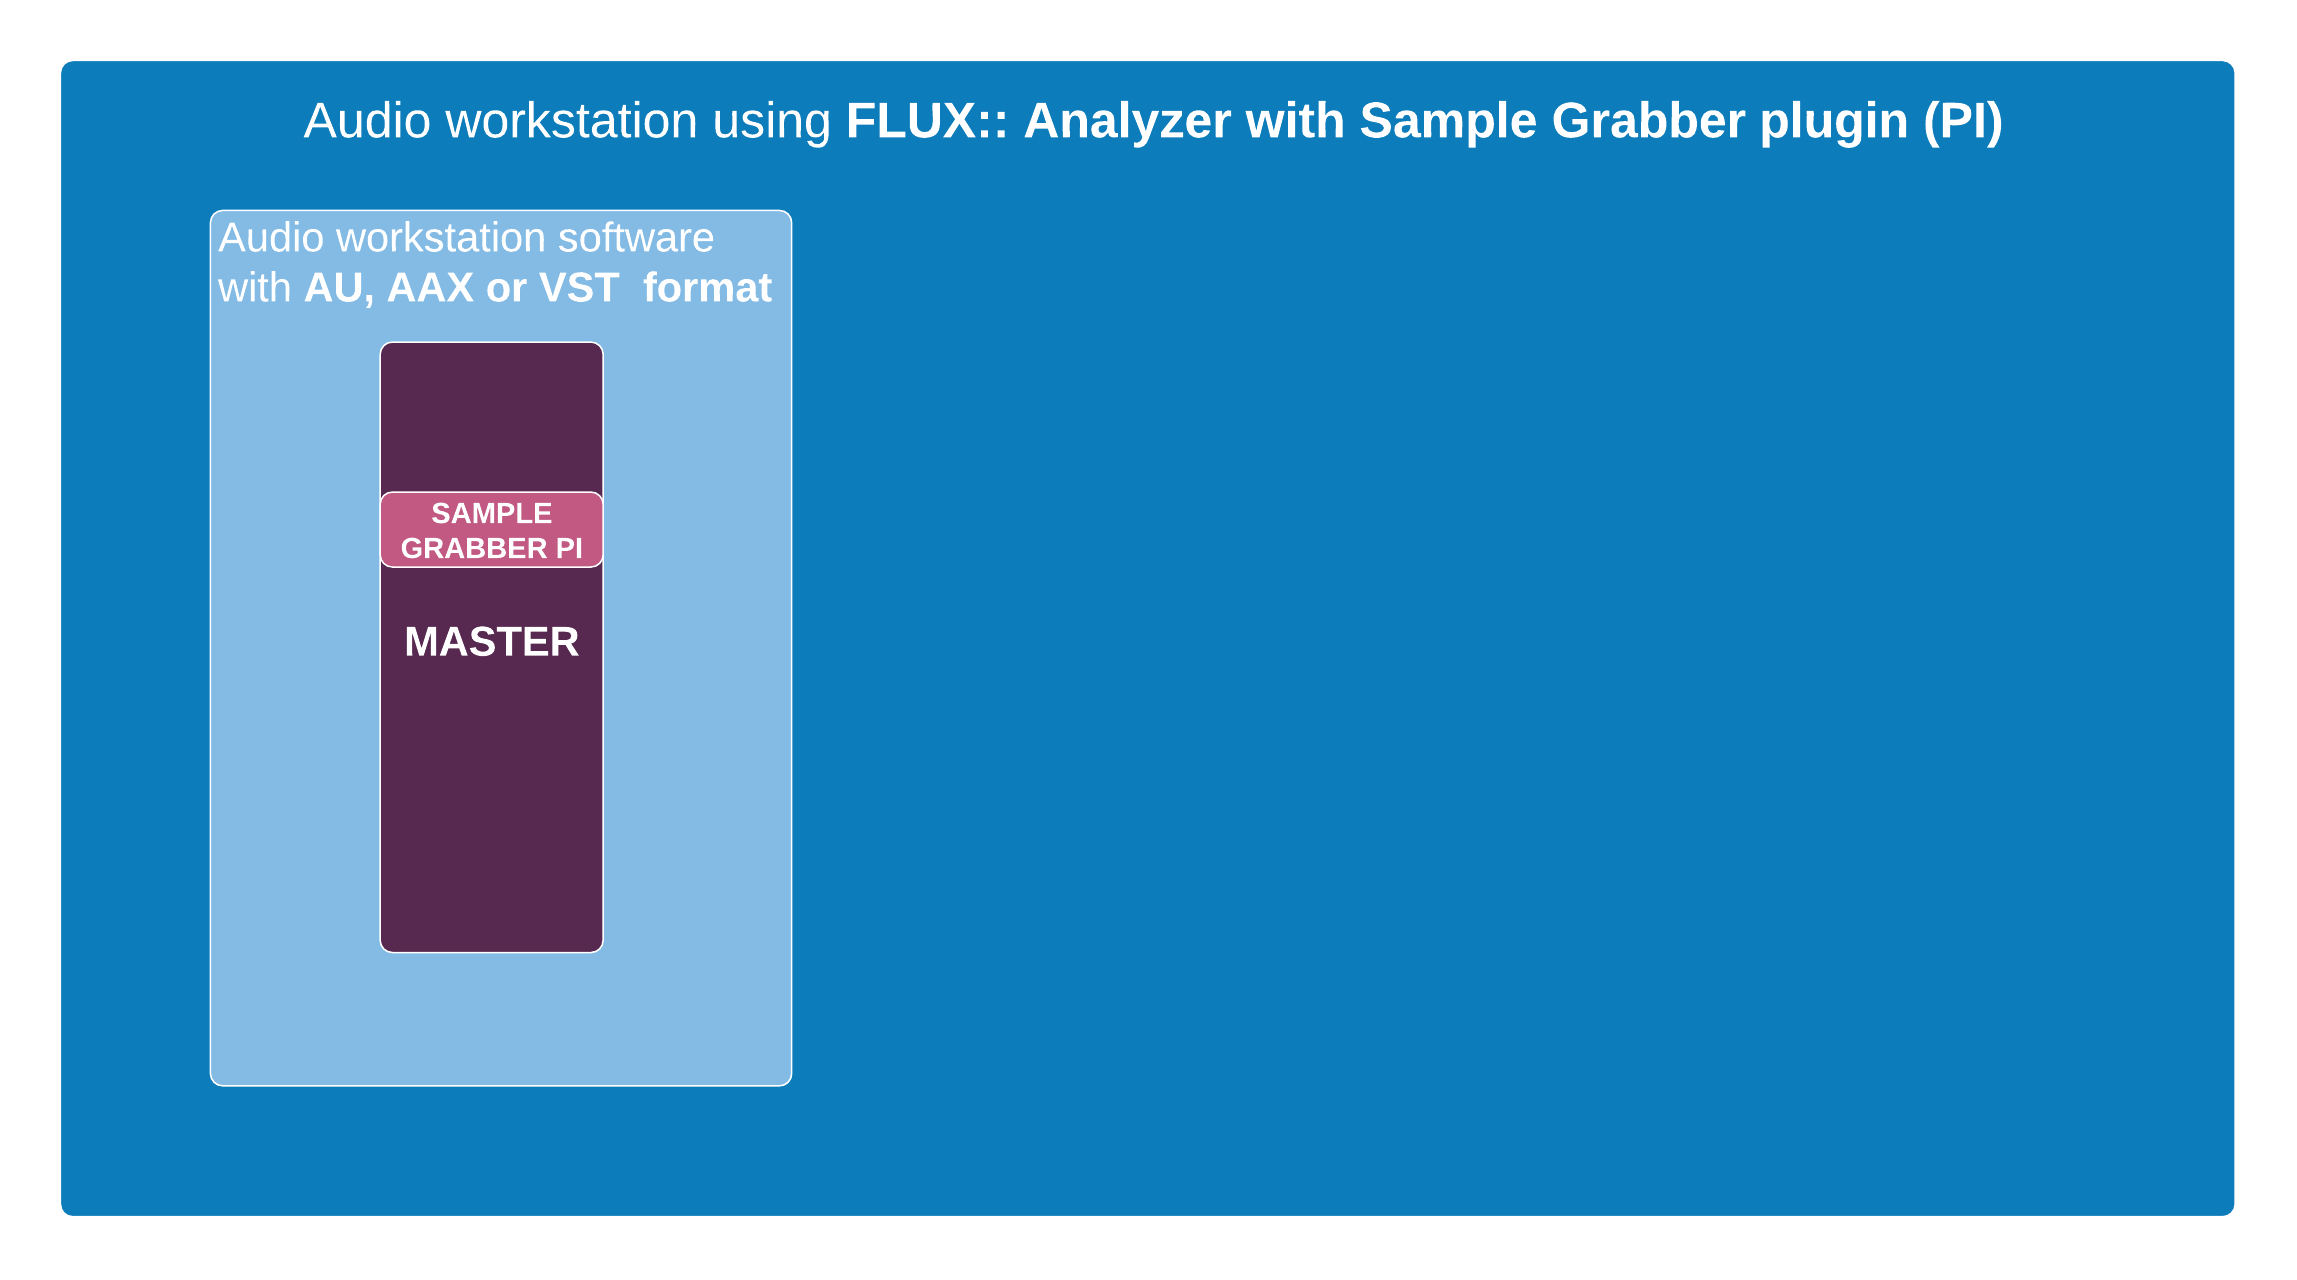 Audio workstation using FLUX:: Analyzer with Sample Grabber plugin (PI)
Audio workstation software
with AU, AAX or VST  format
SAMPLE
GRABBER PI
MASTER